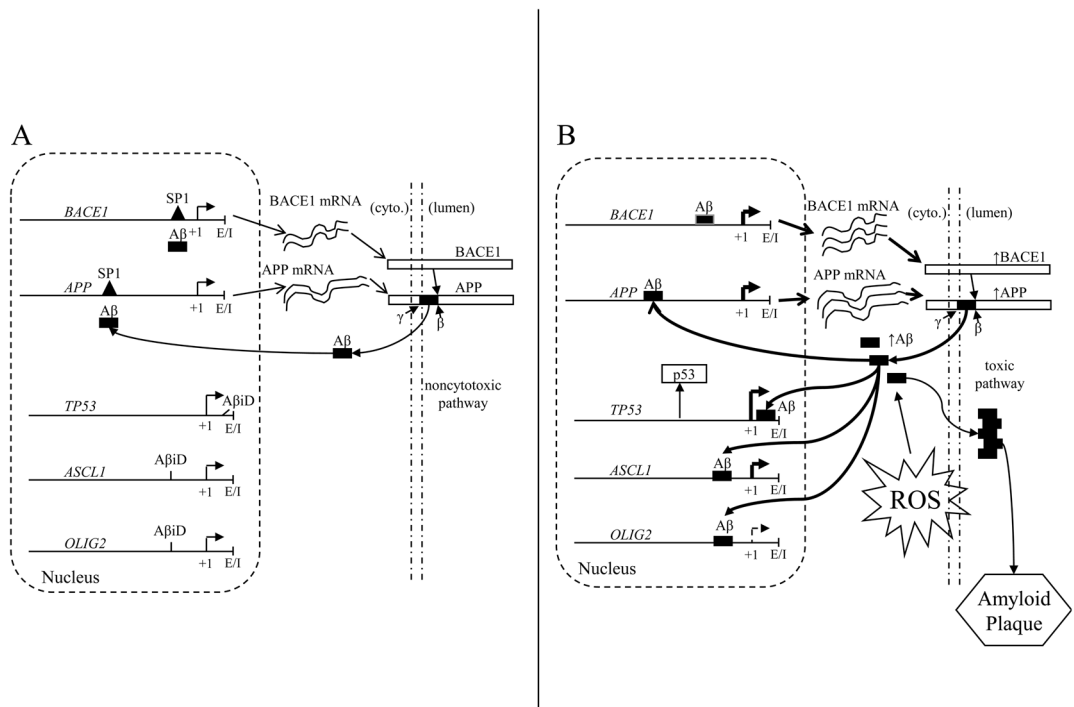 A
SP1
BACE1
+1
E/I
Aβ
BACE1 mRNA
(cyto.)
(lumen)
BACE1
SP1
APP
+1
E/I
Aβ
APP mRNA
APP
γ
β
Aβ
noncytotoxic
pathway
TP53
AβiD
+1
E/I
ASCL1
AβiD
+1
E/I
OLIG2
AβiD
+1
E/I
Nucleus
B
BACE1
Aβ
+1
E/I
BACE1 mRNA
(cyto.)
(lumen)
↑BACE1
APP
Aβ
+1
E/I
APP mRNA
↑APP
γ
β
↑Aβ
toxic
pathway
p53
TP53
Aβ
+1
E/I
ASCL1
Aβ
+1
E/I
ROS
OLIG2
Aβ
+1
E/I
Nucleus
Amyloid
Plaque